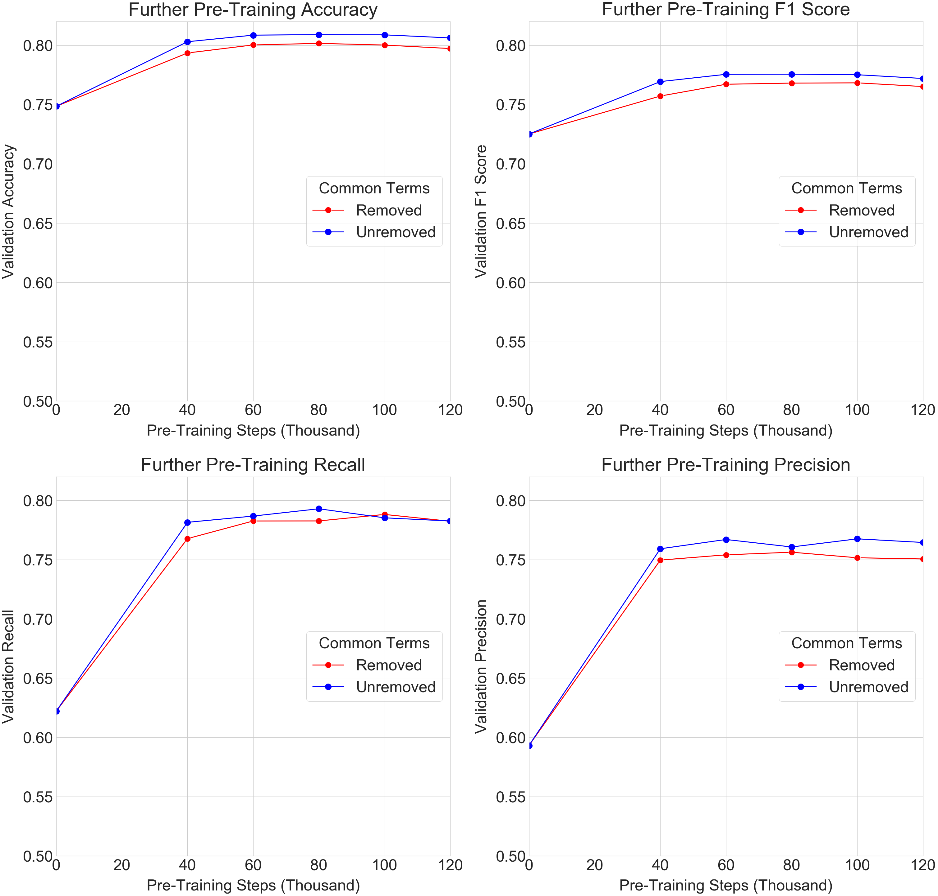 Further Pre-Training Accuracy
0.80
0.75
0.70
0.65
0.60
0.55
0.50
Validation Accuracy
Common Terms
Removed
Unremoved
0 20 40 60 80 100 120
Pre-Training Steps (Thousand)
Further Pre-Training F1 Score
0.80
0.75
0.70
0.65
0.60
0.55
0.50
Validation F1 Score
Common Terms
Removed
Unremoved
0 20 40 60 80 100 120
Pre-Training Steps (Thousand)
Further Pre-Training Recall
0.80
0.75
0.70
0.65
0.60
0.55
0.50
Validation Recall
Common Terms
Removed
Unremoved
0 20 40 60 80 100 120
Pre-Training Steps (Thousand)
Further Pre-Training Precision
0.80
0.75
0.70
0.65
0.60
0.55
0.50
Validation Precision
Common Terms
Removed
Unremoved
0 20 40 60 80 100 120
Pre-Training Steps (Thousand)